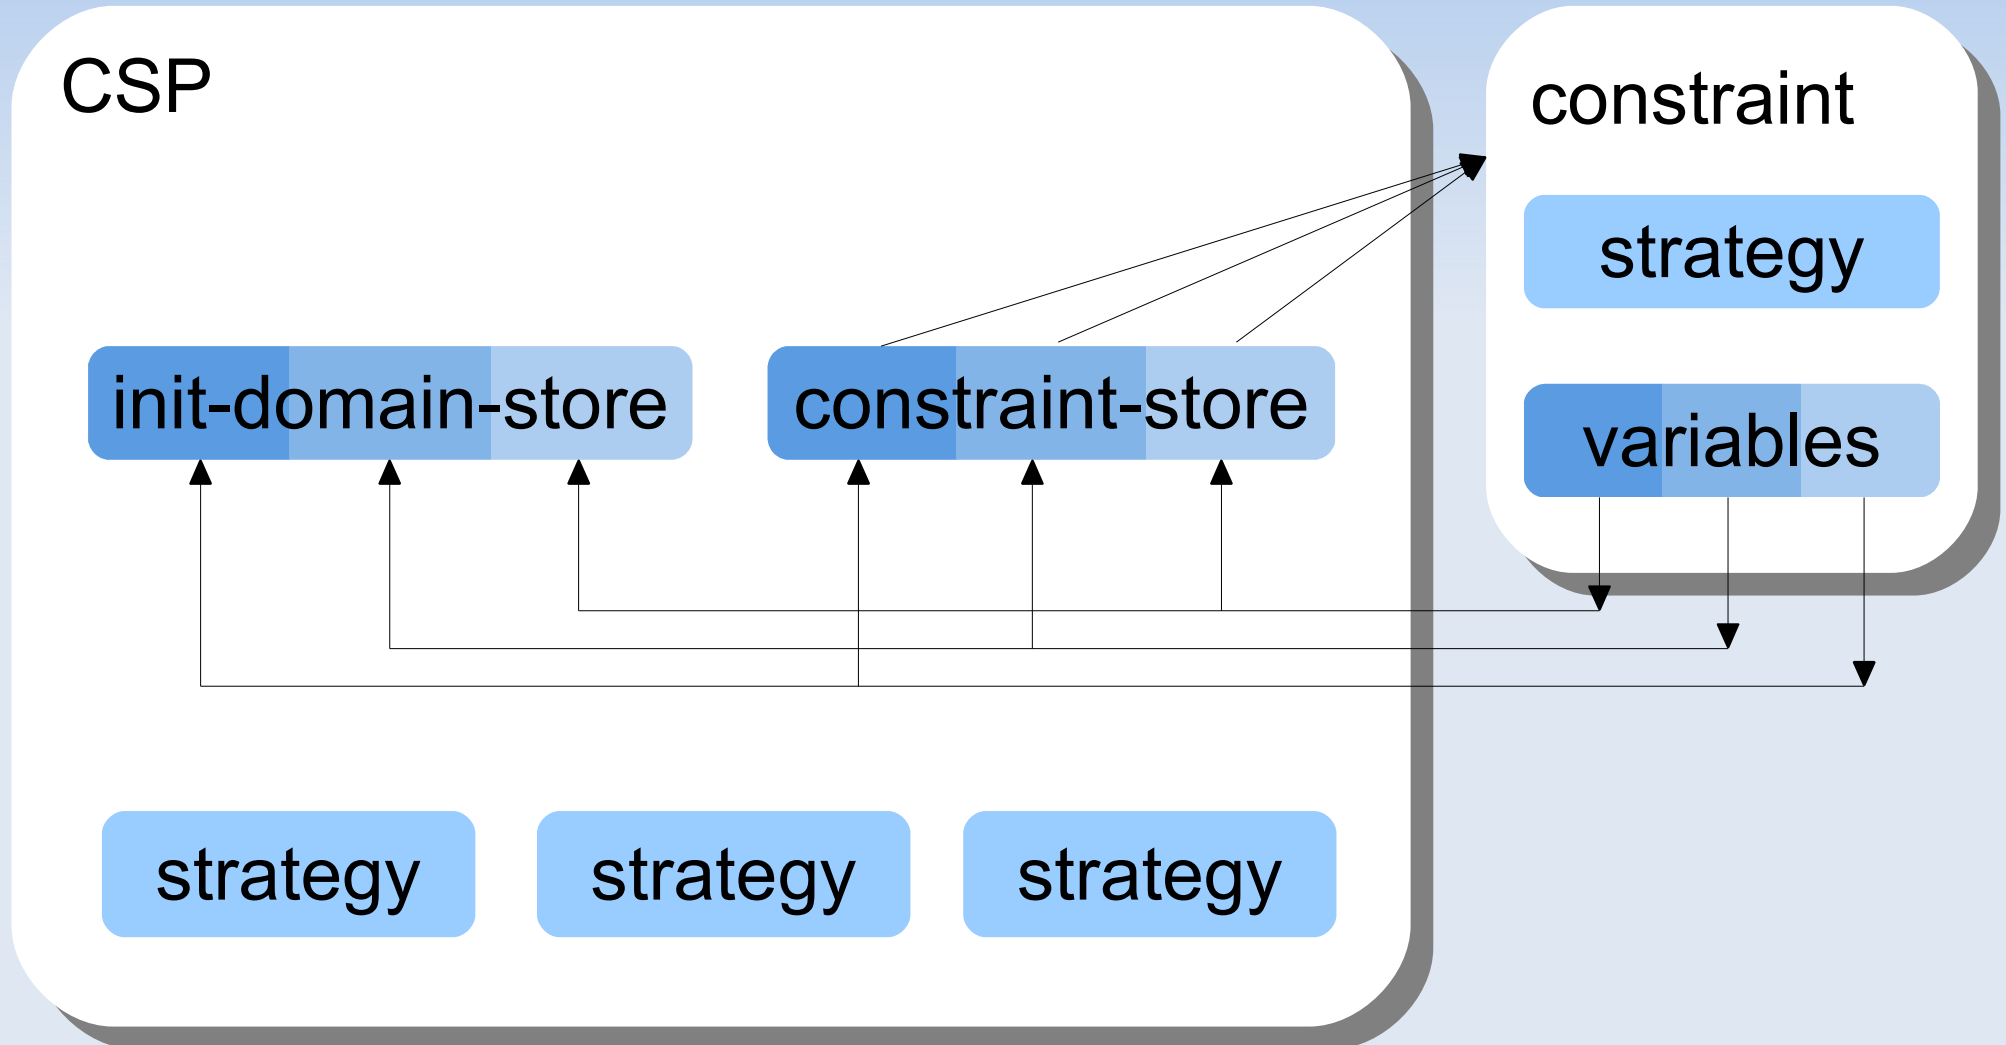 CSP
init-domain-store
constraint-store
strategy
strategy
strategy
constraint
strategy
variables